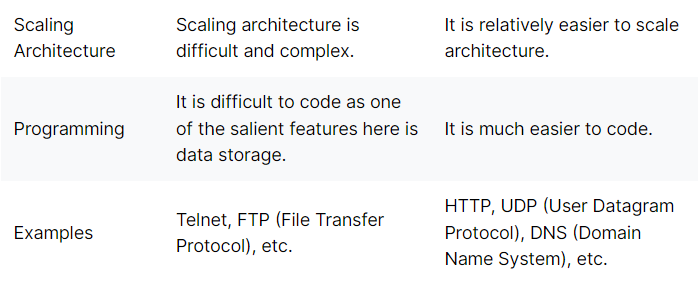 Scaling
Architecture
Scaling architecture is
difficult and complex.
It is relatively easier to scale
architecture.
Programming
It is difficult to code as one
of the salient features here is
data storage.
It is much easier to code.
Examples
Telnet, FTP (File Transfer
Protocol), etc.
HTTP, UDP (User Datagram
Protocol), DNS (Domain
Name System), etc.